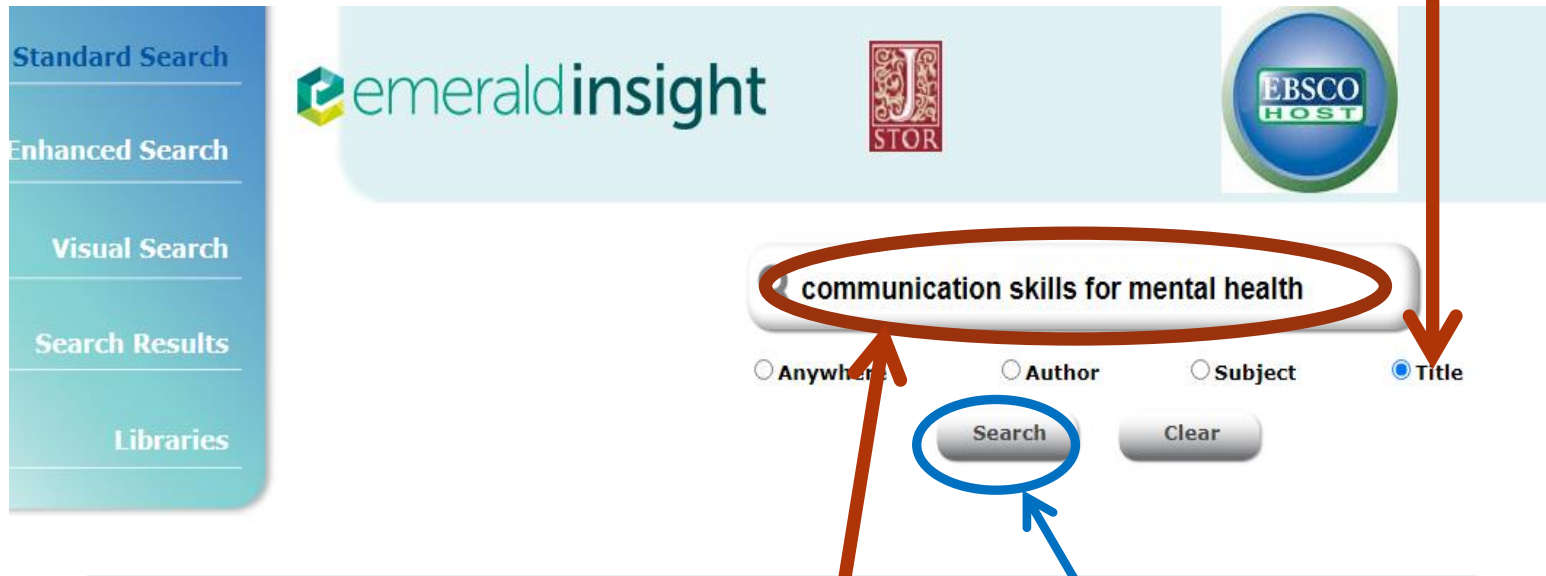 Standard Search
Enhanced Search
Visual Search
Search Results
Libraries
emeraldinsight
J
STOR
EBSCO
HOST
communication skills for mental health
Anywhere
Author
Subject
Title
Search
Clear